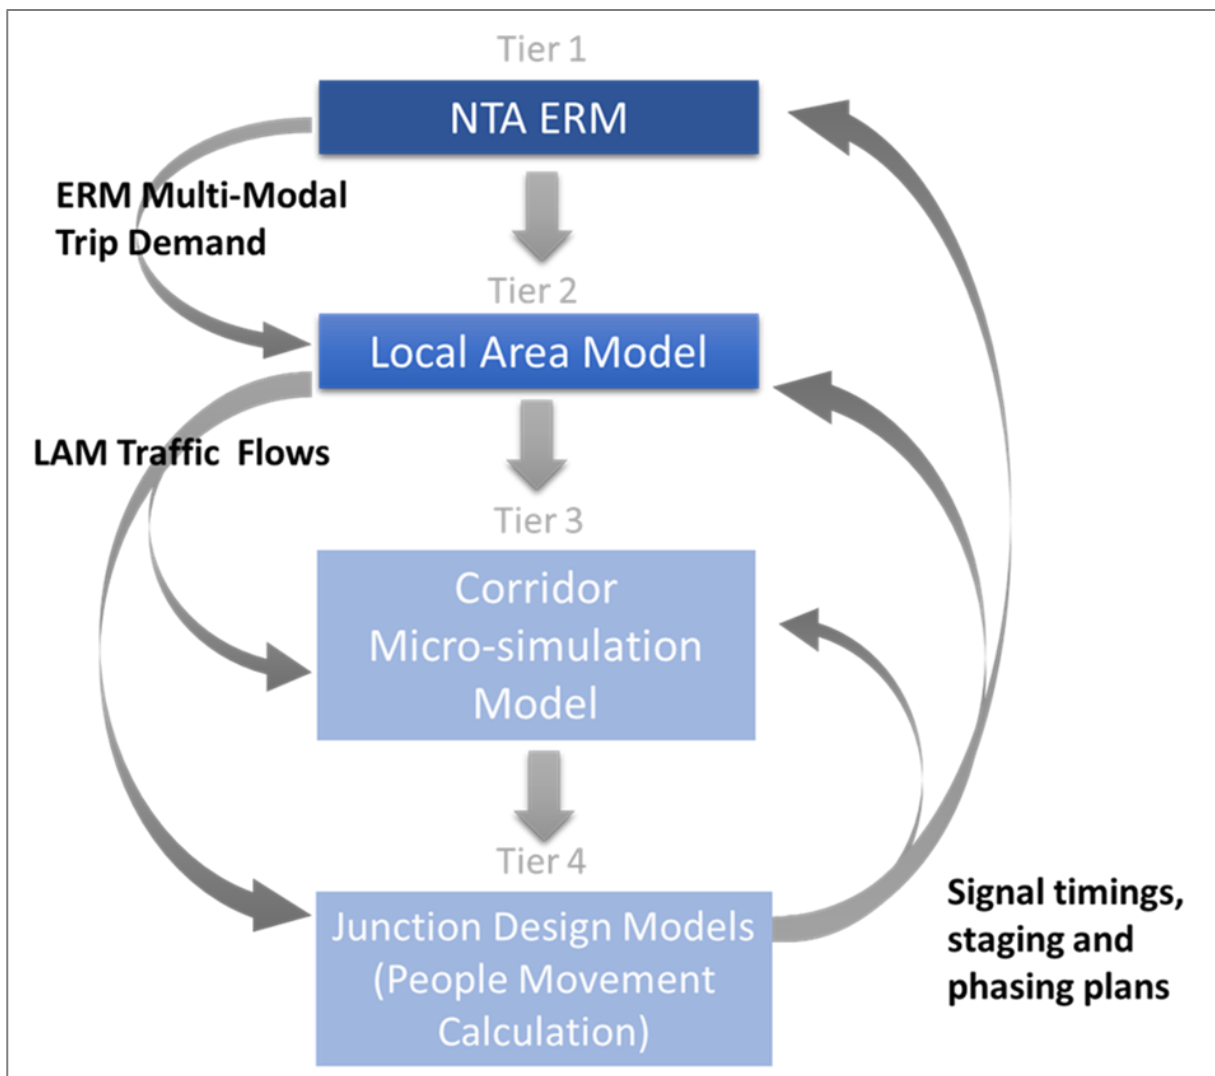 Tier 1
NTA ERM
ERM Multi-Modal
Trip Demand
Tier 2
Local Area Model
LAM Traffic Flows
Tier 3
Corridor
Micro-simulation
Model
Tier 4
Junction Design Models
(People Movement
Calculation)
Signal timings,
staging and
phasing plans